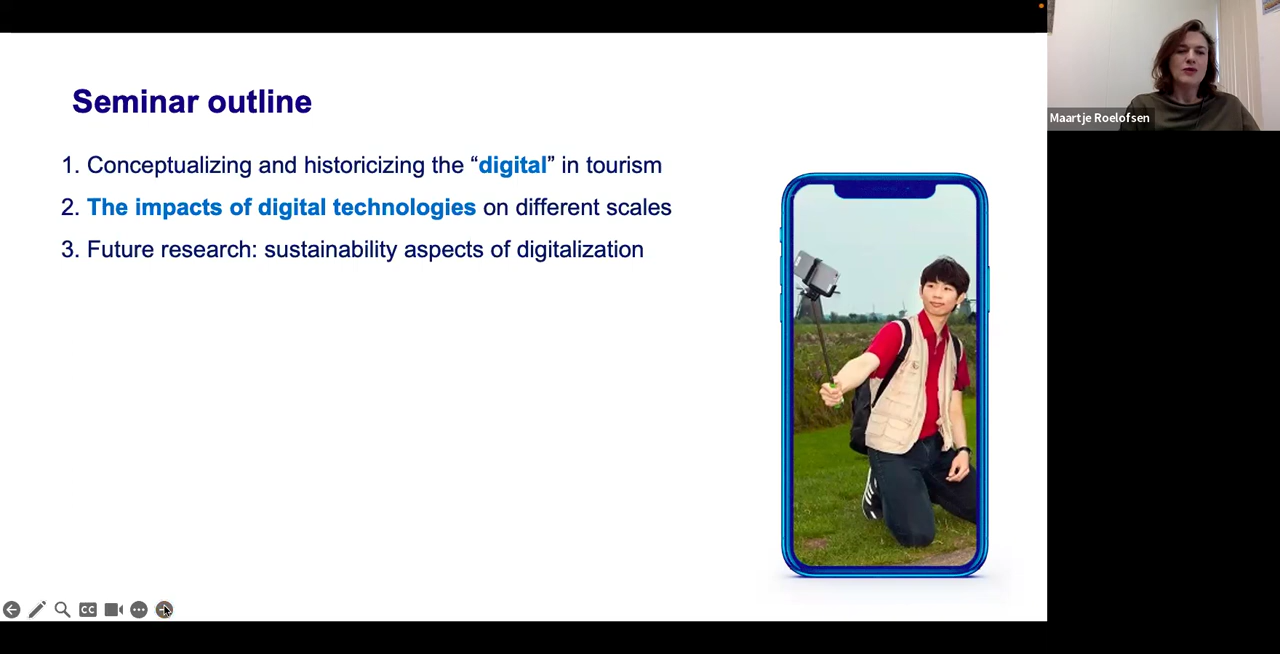 Seminar outline
1. Conceptualizing and historicizing the “digital” in tourism
2. The impacts of digital technologies on different scales
3. Future research: sustainability aspects of digitalization
Maartje Roelofsen
CC